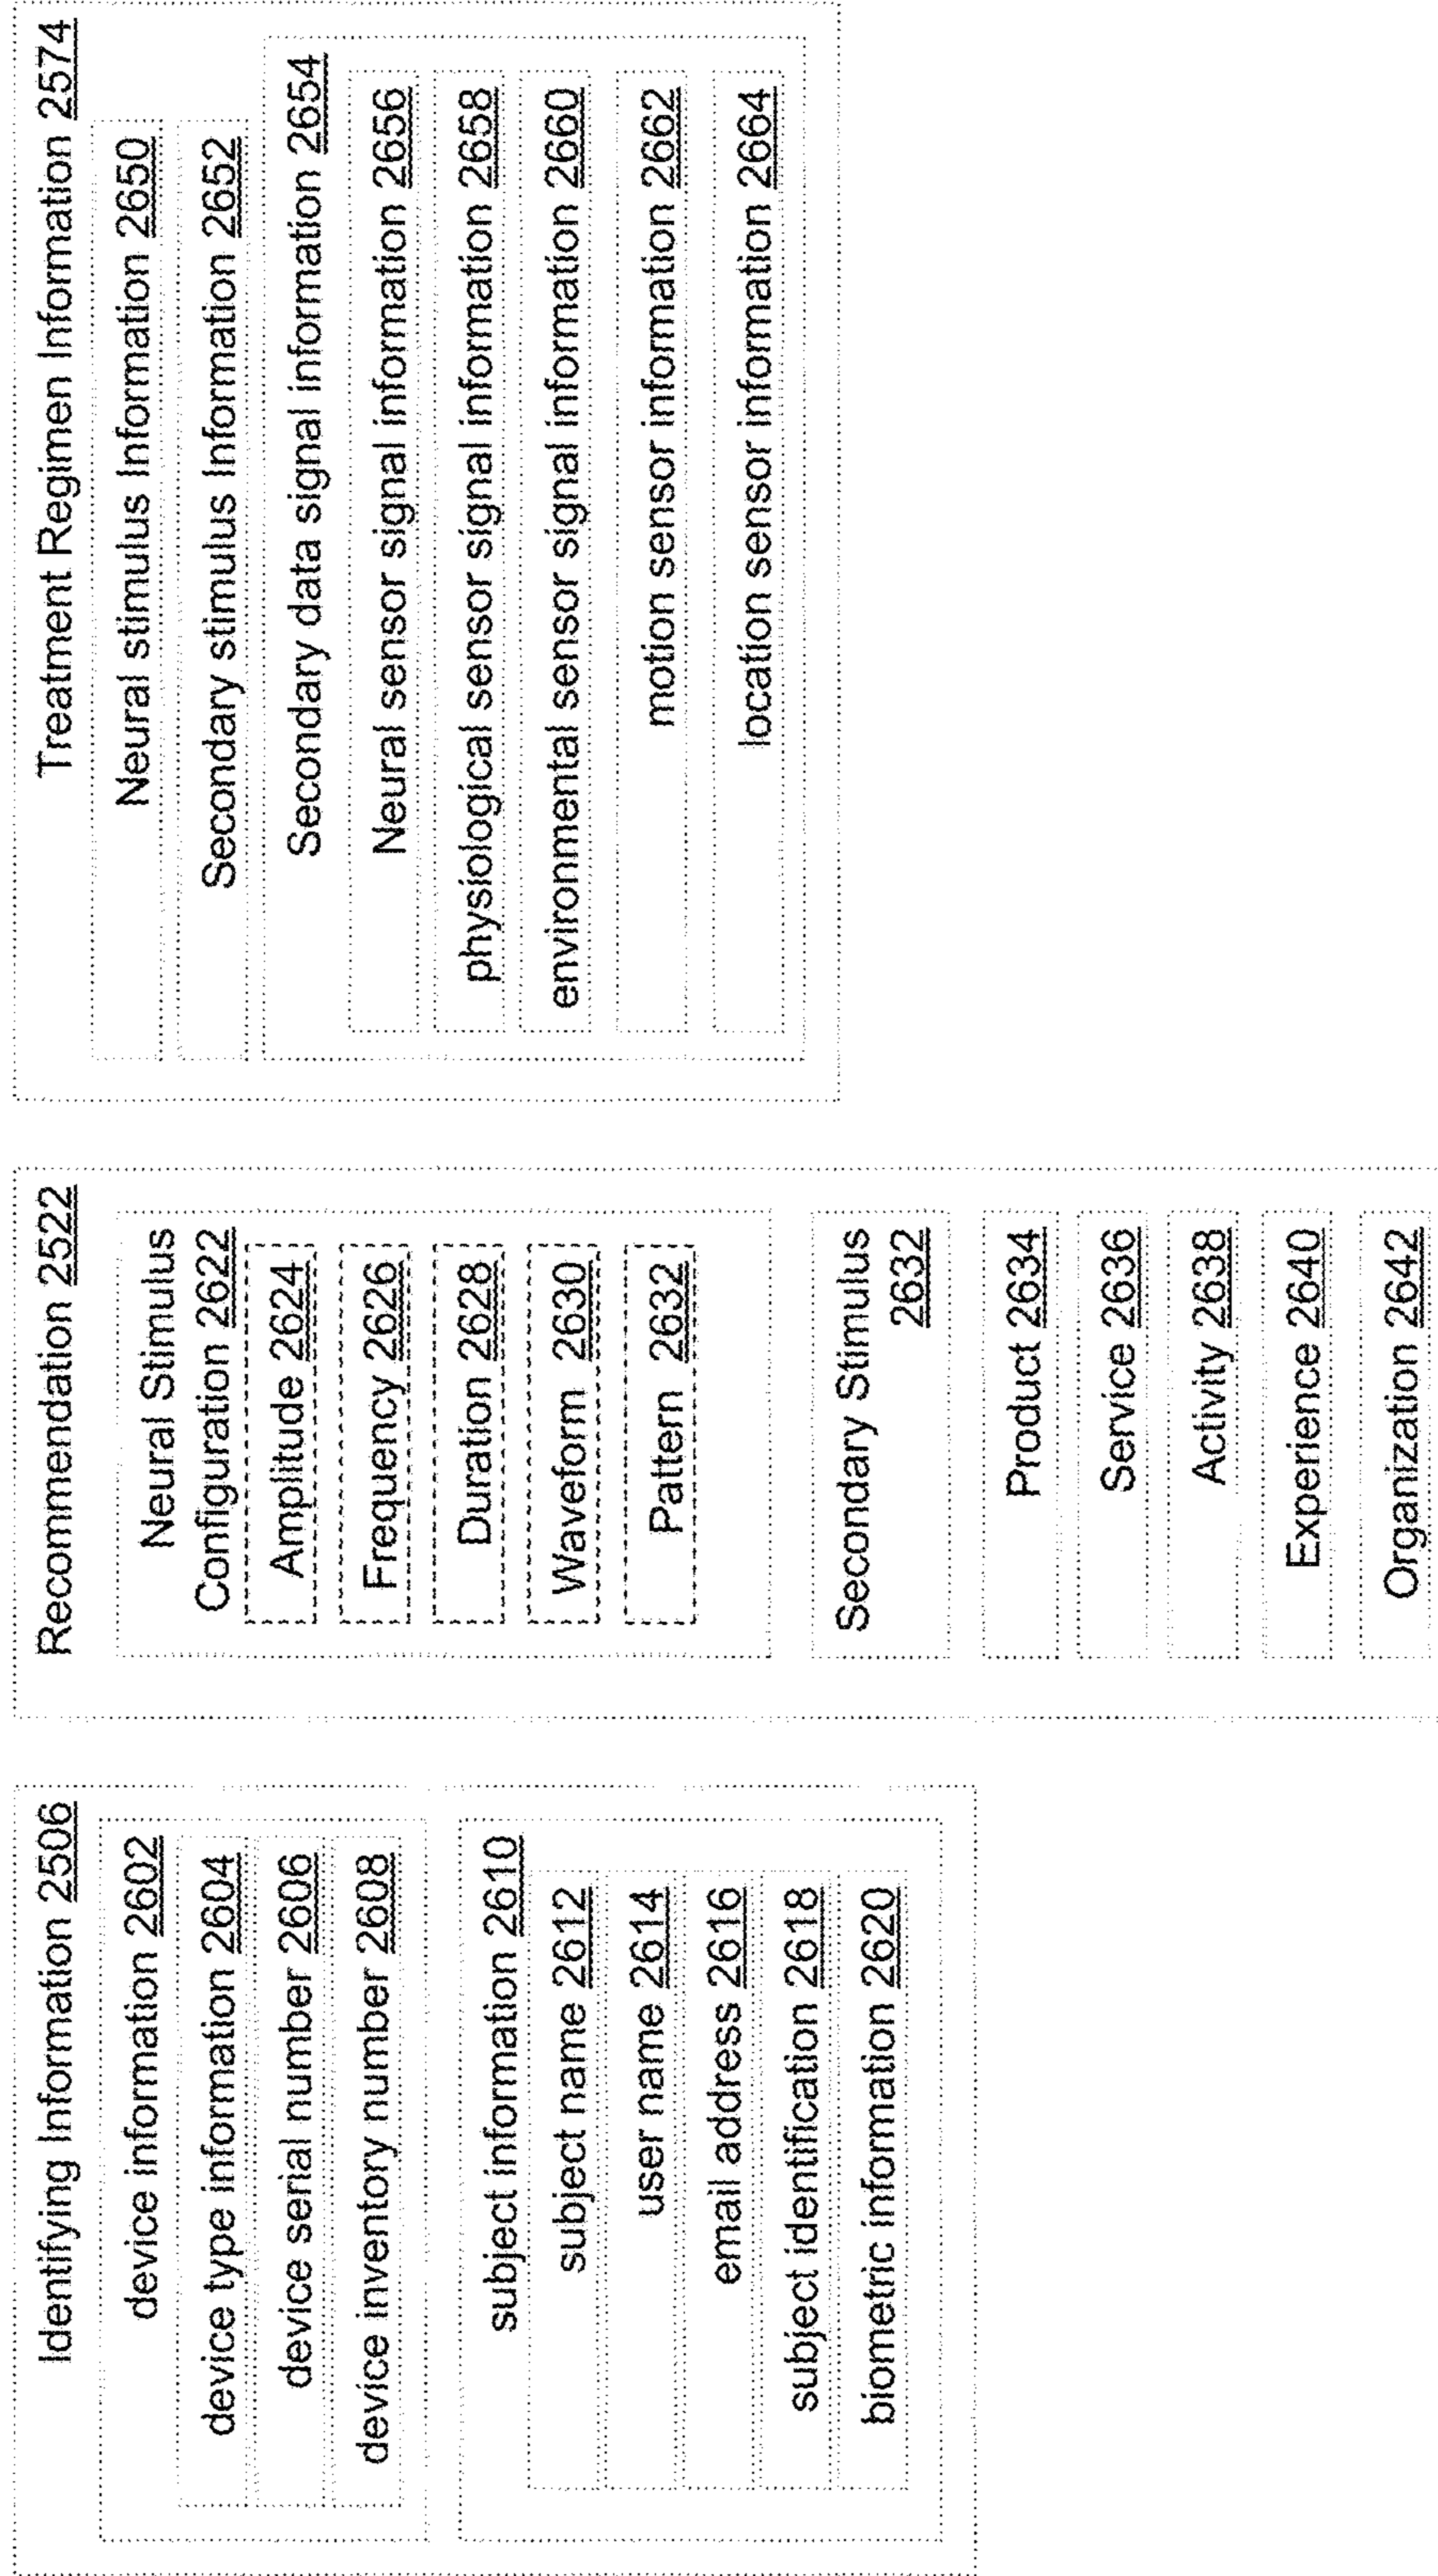 Identifying Information 2506
device information 2602
device type information 2604
device serial number 2606
device inventory number 2608
subject information 2610
subject name 2612
user name 2614
email address 2616
subject identification 2618
biometric information 2620
Recommendation 2522
Neural Stimulus
Configuration 2622
Amplitude 2624
Frequency 2626
Duration 2628
Waveform 2630
Pattern 2632
Secondary Stimulus
2632
Product 2634
Service 2636
Activity 2638
Experience 2640
Organization 2642
Treatment Regimen Information 2574
Neural stimulus Information 2650
Secondary stimulus Information 2652
Secondary data signal information 2654
Neural sensor signal information 2656
physiological sensor signal information 2658
environmental sensor signal information 2660
motion sensor information 2662
location sensor information 2664